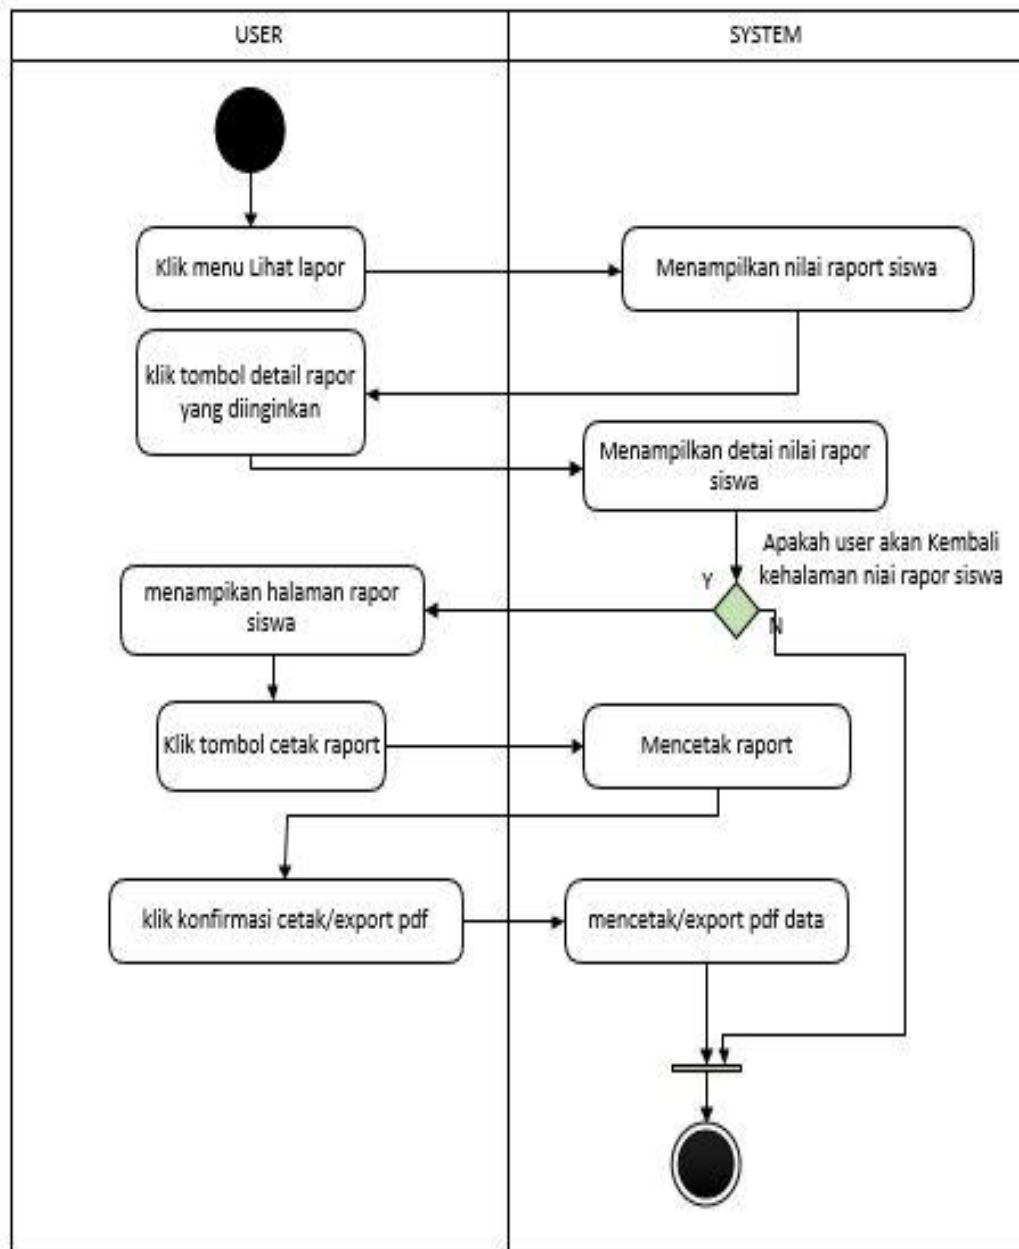 USER
SYSTEM
Klik menu Lihat lapor
Menampilkan nilai raport siswa
klik tombol detail rapor
yang diinginkan
Menampilkan detai nilai rapor
siswa
Apakah user akan Kembali
kehalaman niai rapor siswa
Y
N
menampikan halaman rapor
siswa
Klik tombol cetak raport
Mencetak raport
klik konfirmasi cetak/export pdf
mencetak/export pdf data